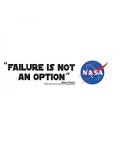 "FAILURE IS NOT
AN OPTION"
NASA